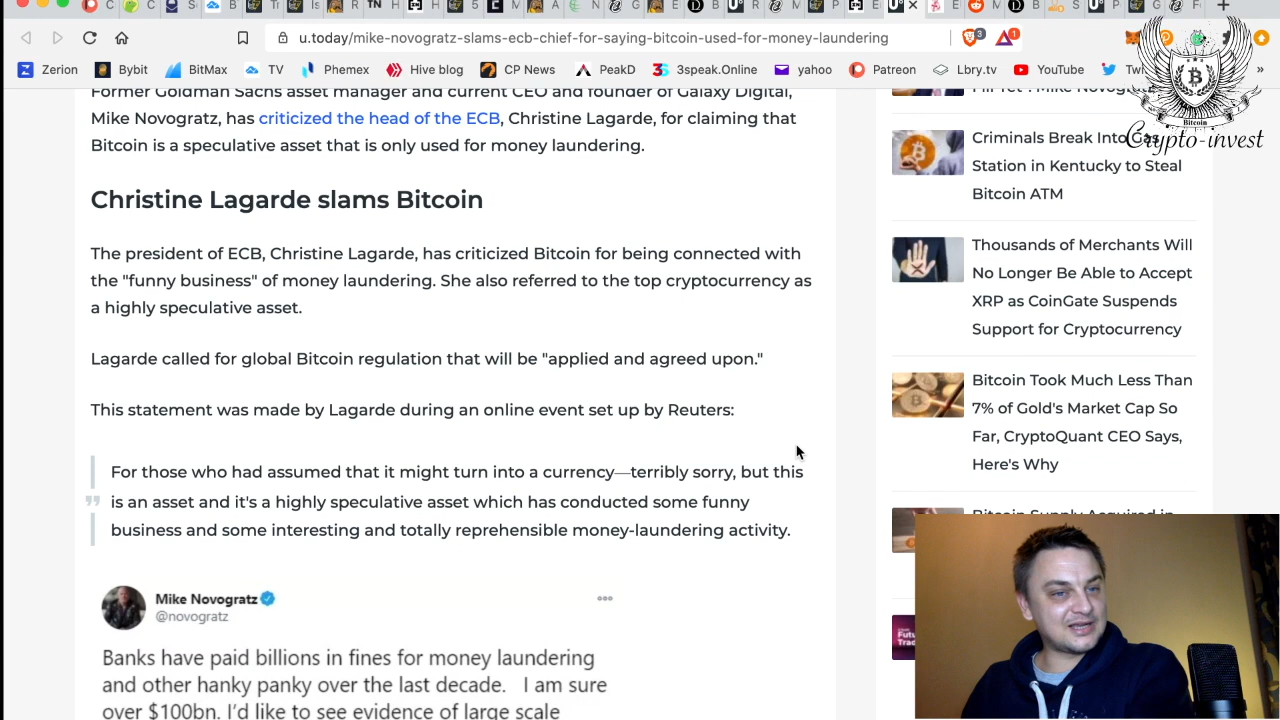 u.today/mike-novogratz-slams-ecb-chief-for-saying-bitcoin-used-for-money-laundering
3
1
Zerion
Bybit
BitMax
TV
Phemex
Hive blog
CP News
PeakD
3speak.Online
yahoo
Patreon
Lbry.tv
YouTube
»
Former Goldman Sachs asset manager and current CEO and founder of Galaxy Digital,
Mike Novogratz, has criticized the head of the ECB, Christine Lagarde, for claiming that
Bitcoin is a speculative asset that is only used for money laundering.
Christine Lagarde slams Bitcoin
The president of ECB, Christine Lagarde, has criticized Bitcoin for being connected with
the "funny business" of money laundering. She also referred to the top cryptocurrency as
a highly speculative asset.
Lagarde called for global Bitcoin regulation that will be "applied and agreed upon."
This statement was made by Lagarde during an online event set up by Reuters:
For those who had assumed that it might turn into a currency—terribly sorry, but this
is an asset and it's a highly speculative asset which has conducted some funny
business and some interesting and totally reprehensible money-laundering activity.
Mike Novogratz
@novogratz
Banks have paid billions in fines for money laundering
and other hanky panky over the last decade. I am sure
over $100bn. I'd like to see evidence of large scale
Criminals Break Into Gas
Station in Kentucky to Steal
Bitcoin ATM
Thousands of Merchants Will
No Longer Be Able to Accept
XRP as CoinGate Suspends
Support for Cryptocurrency
Bitcoin Took Much Less Than
7% of Gold's Market Cap So
Far, CryptoQuant CEO Says,
Here's Why
Bitcoin Supply Acquired in
Bitcoin
Crypto-invest